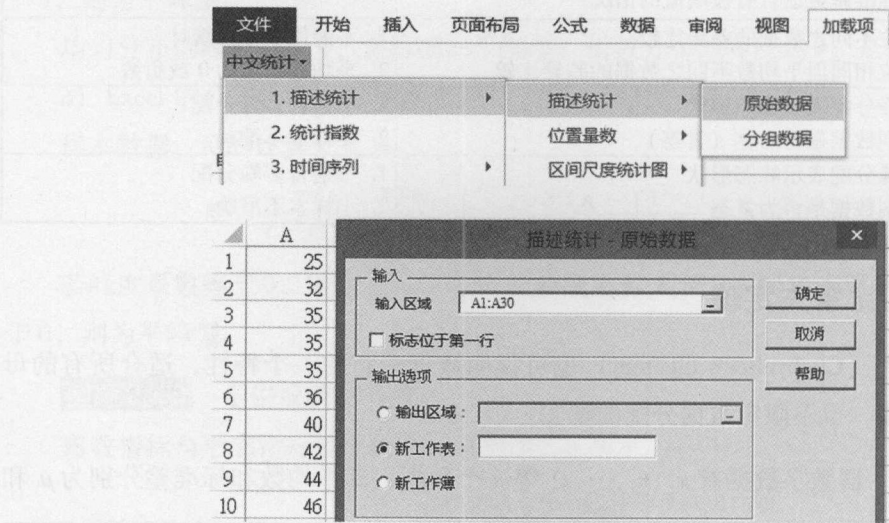 文件 开始 插入 页面布局 公式 数据 审阅 视图 加载项
中文统计
1. 描述统计 描述统计 原始数据
2. 统计指数 位置量数 分组数据
3. 时间序列 区间尺度统计图
A
描述统计 - 原始数据 ×
1 25
2 32
3 35
4 35
5 35
6 36
7 40
8 42
9 44
10 46
输入
输入区域 A1:A30
标志位于第一行
确定
取消
帮助
输出选项
输出区域：
新工作表：
新工作簿